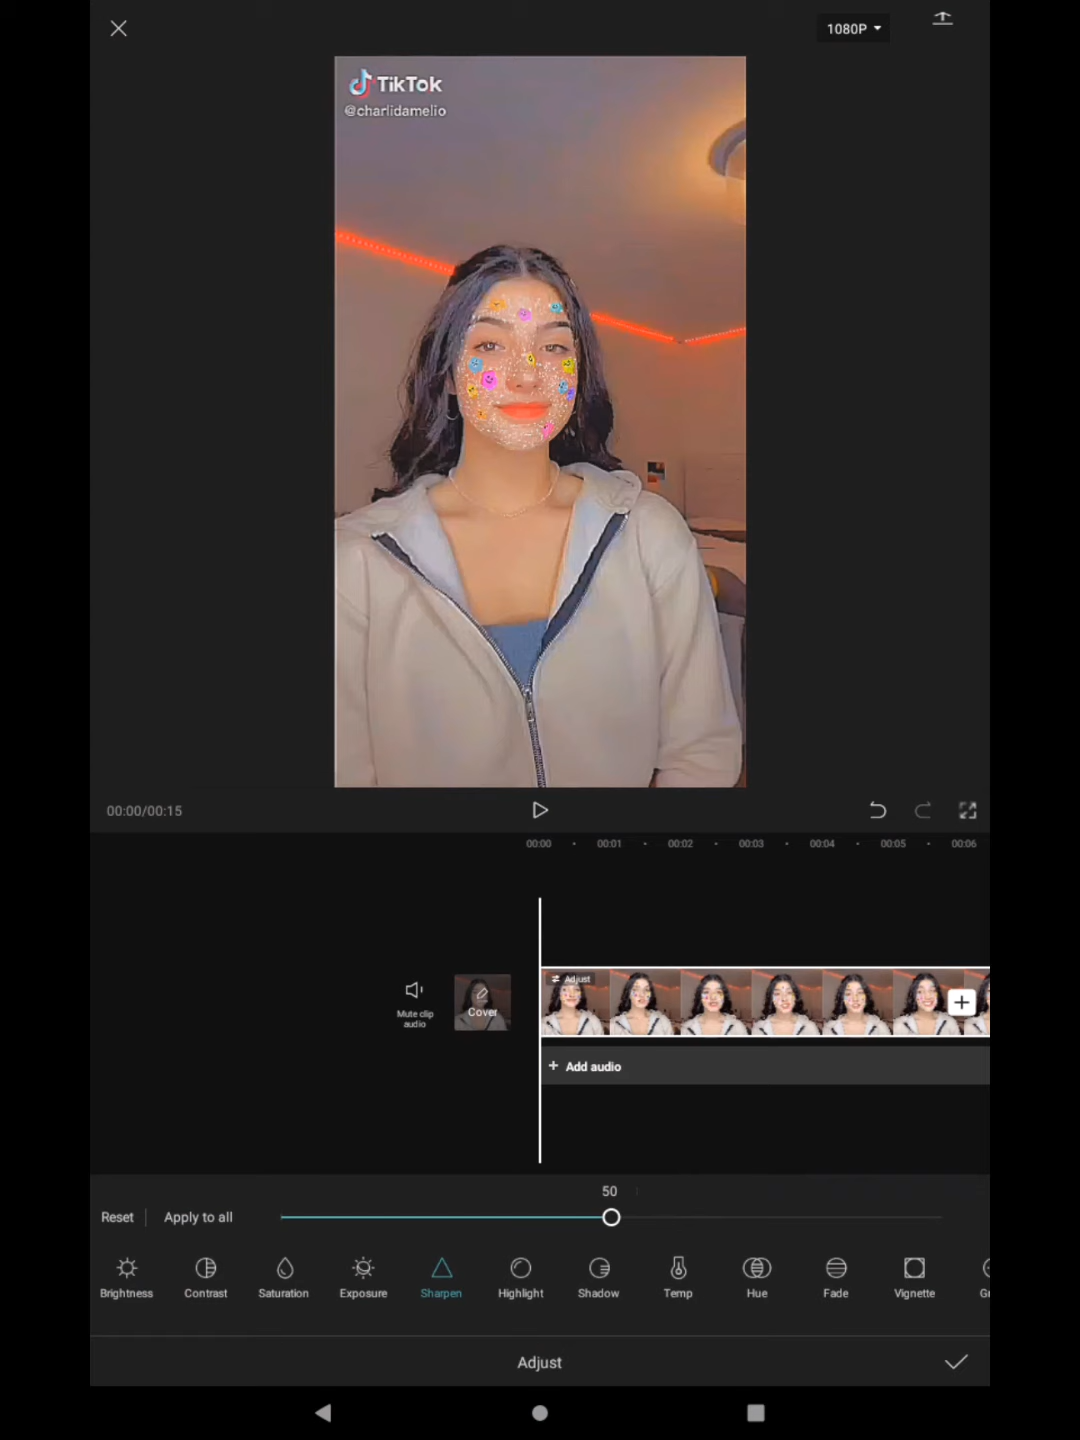 1080P
TikTok
@charlidamelio
00:00/00:15
00:00 00:01 00:02 00:03 00:04 00:05 00:06
Adjust
Mute clip
audio
Cover
+ Add audio
50
Reset Apply to all
Brightness Contrast Saturation Exposure Sharpen Highlight Shadow Temp Hue Fade Vignette
Adjust